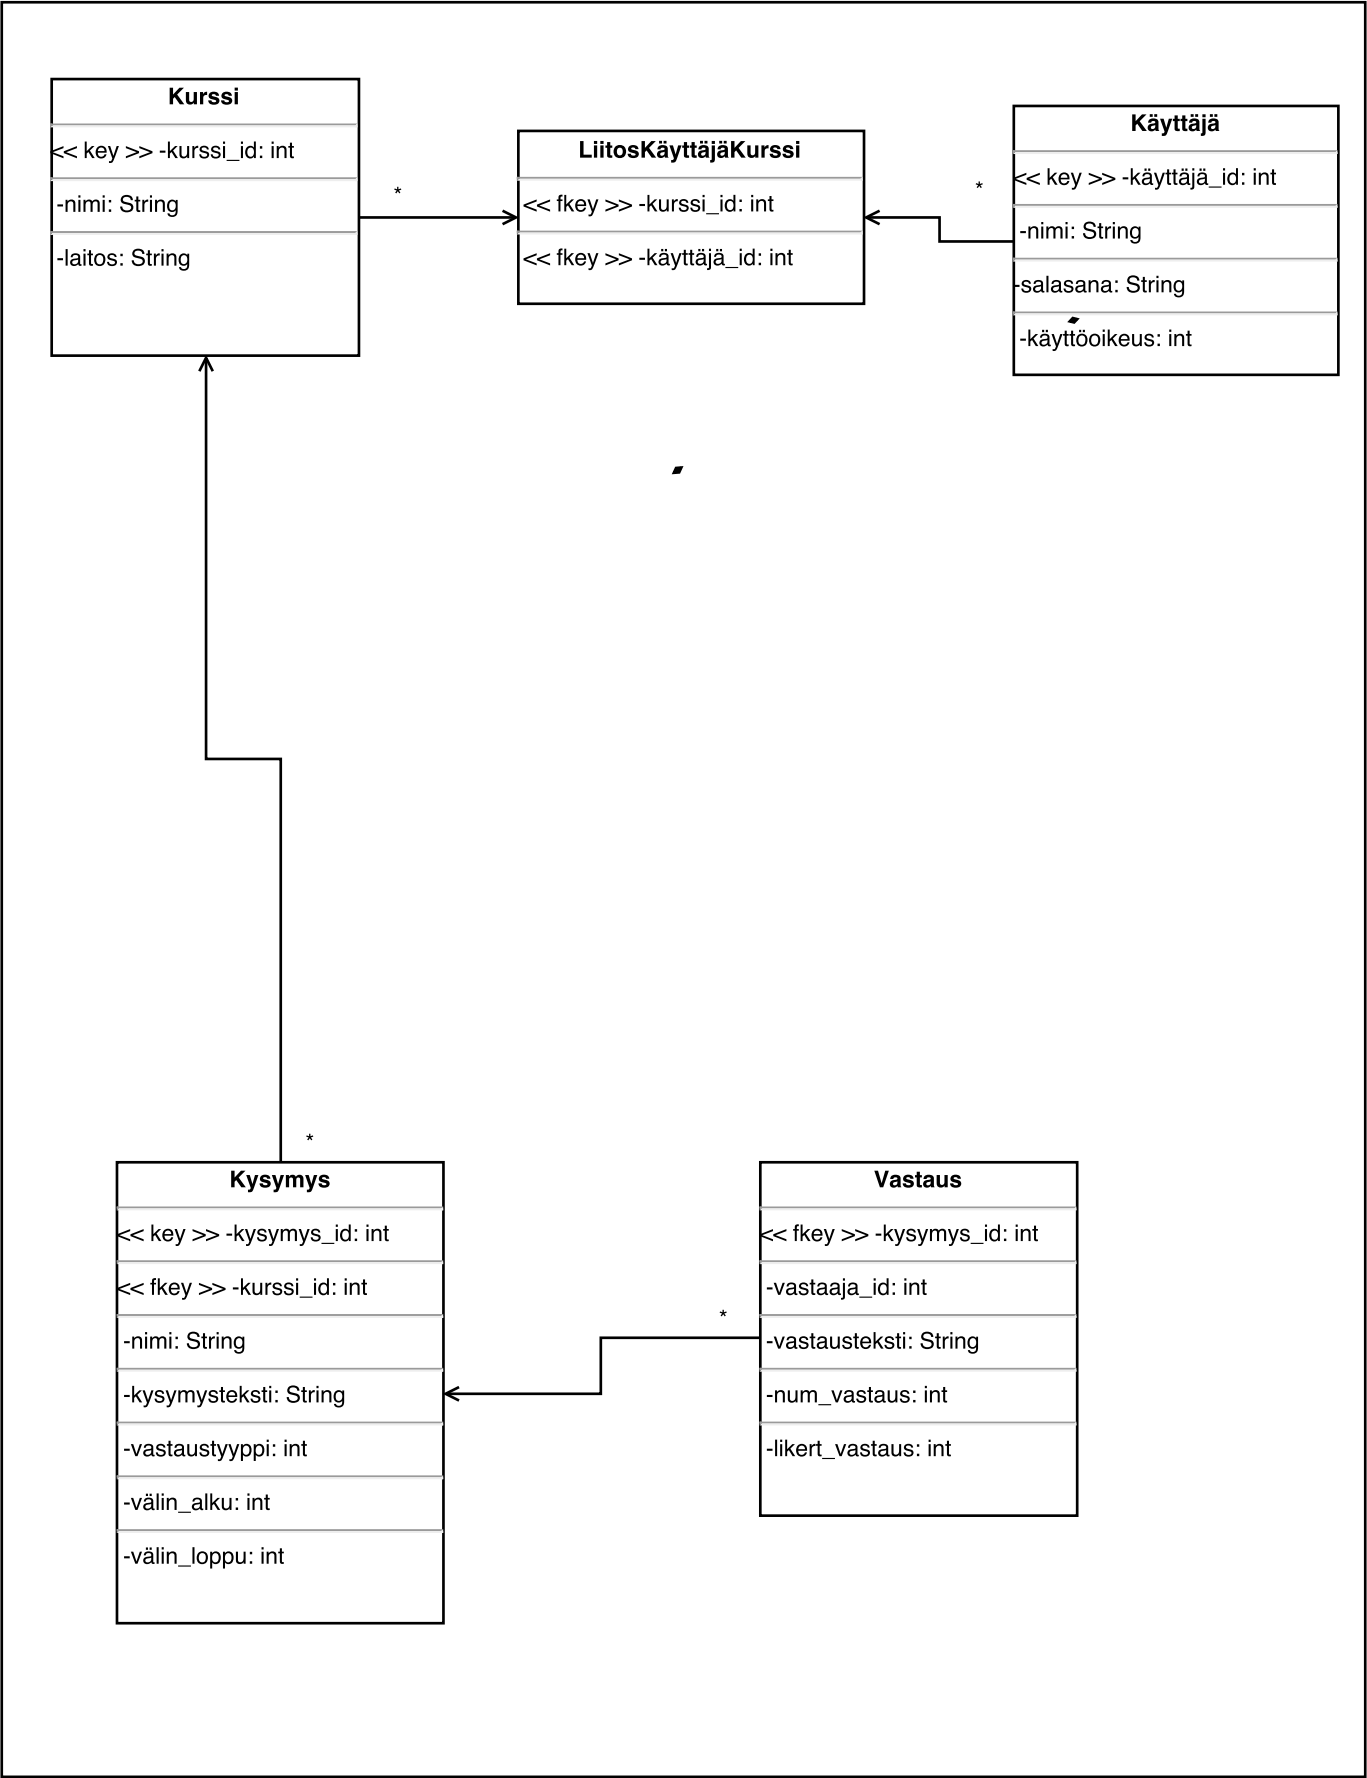 Kurssi
<< key >> -kurssi_id: int
-nimi: String
-laitos: String
*
LiitosKäyttäjäKurssi
<< fkey >> -kurssi_id: int
<< fkey >> -käyttäjä_id: int
*
Käyttäjä
<< key >> -käyttäjä_id: int
-nimi: String
-salasana: String
-käyttöoikeus: int
*
Kysymys
<< key >> -kysymys_id: int
<< fkey >> -kurssi_id: int
-nimi: String
-kysymysteksti: String
-vastaustyyppi: int
-välin_alku: int
-välin_loppu: int
*
Vastaus
<< fkey >> -kysymys_id: int
-vastaaja_id: int
-vastausteksti: String
-num_vastaus: int
-likert_vastaus: int